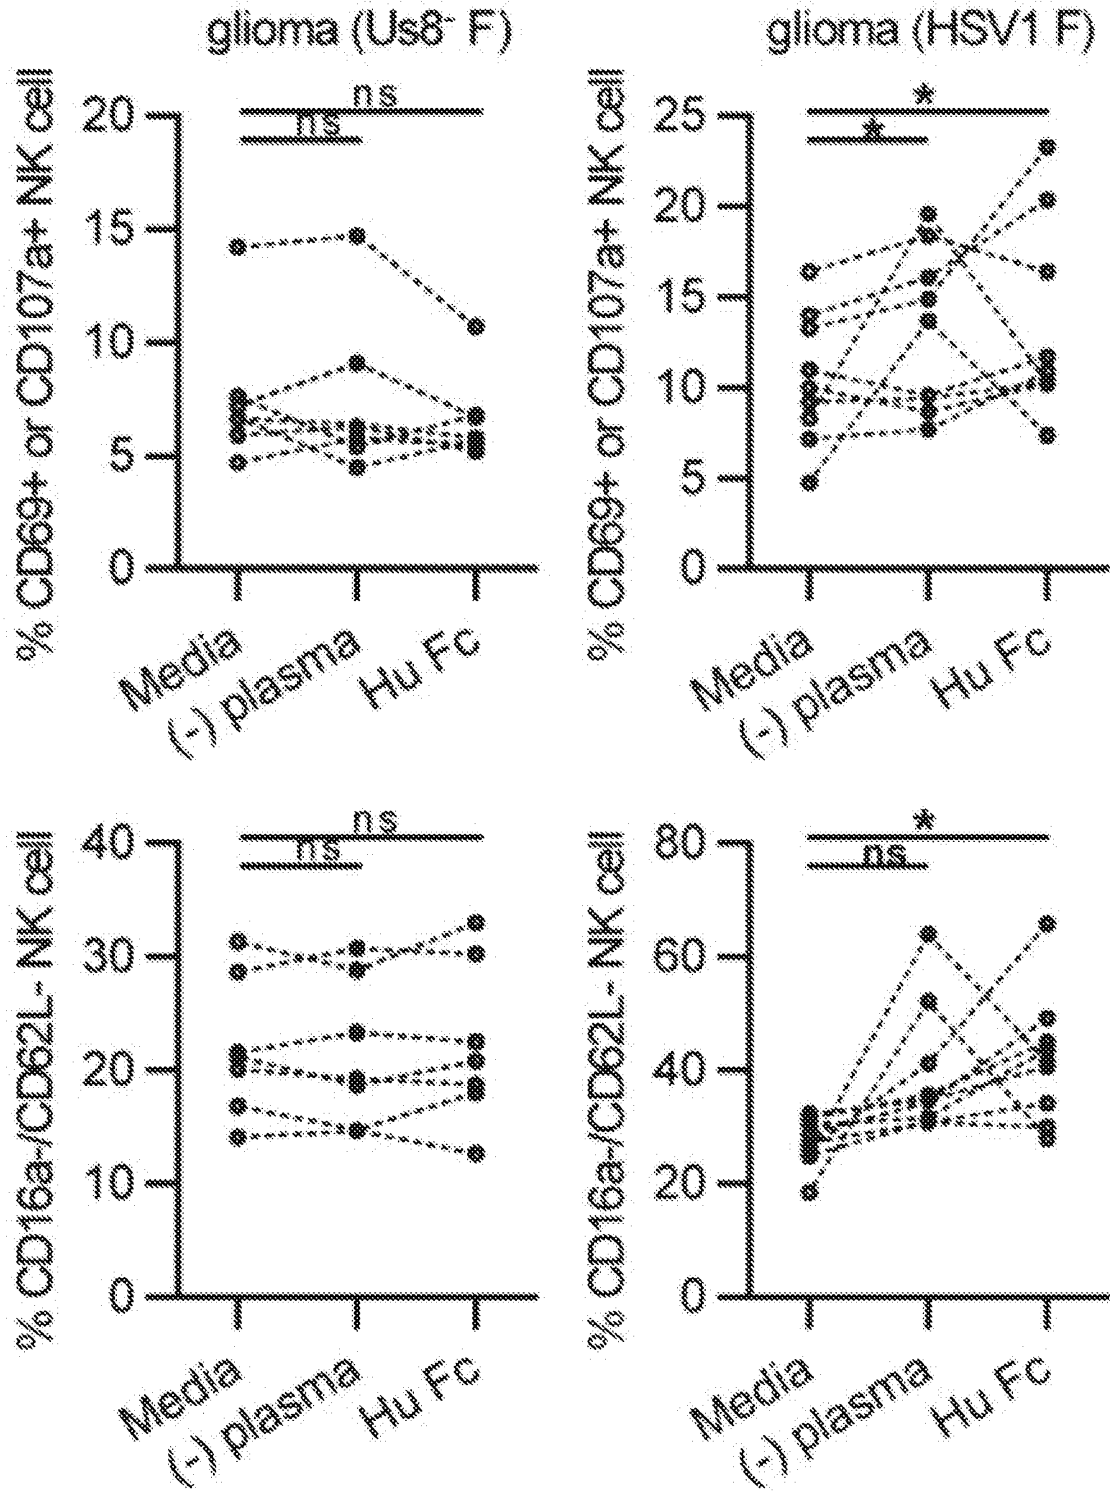 glioma (Us8- F)
% CD69+ or CD107a+ NK cell
20
15
10
5
0
ns
ns
Media
(-) plasma
Hu Fc
glioma (HSV1 F)
% CD69+ or CD107a+ NK cell
25
20
15
10
5
0
*
*
Media
(-) plasma
Hu Fc
% CD16a-/CD62L- NK cell
40
30
20
10
0
ns
ns
Media
(-) plasma
Hu Fc
% CD16a-/CD62L- NK cell
80
60
40
20
0
*
ns
Media
(-) plasma
Hu Fc